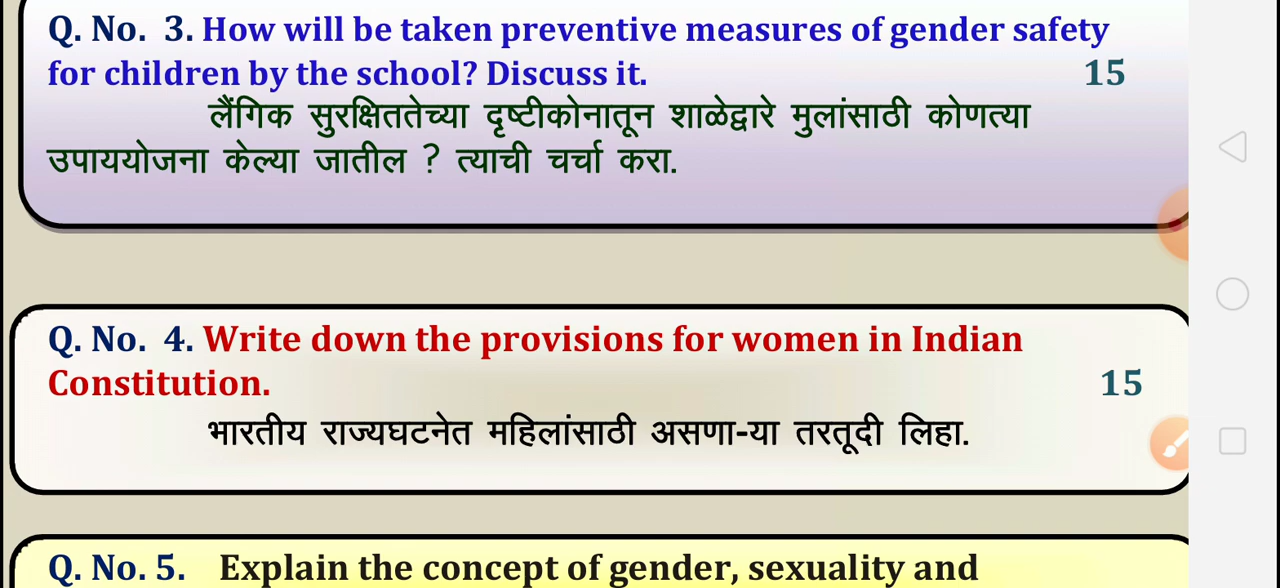 Q. No. 3. How will be taken preventive measures of gender safety
for children by the school? Discuss it. 15
लैंगिक सुरक्षिततेच्या दृष्टीकोनातून शाळेद्वारे मुलांसाठी कोणत्या
उपाययोजना केल्या जातील ? त्याची चर्चा करा.
Q. No. 4. Write down the provisions for women in Indian
Constitution. 15
भारतीय राज्यघटनेत महिलांसाठी असणा-या तरतूदी लिहा.
Q. No. 5. Explain the concept of gender, sexuality and